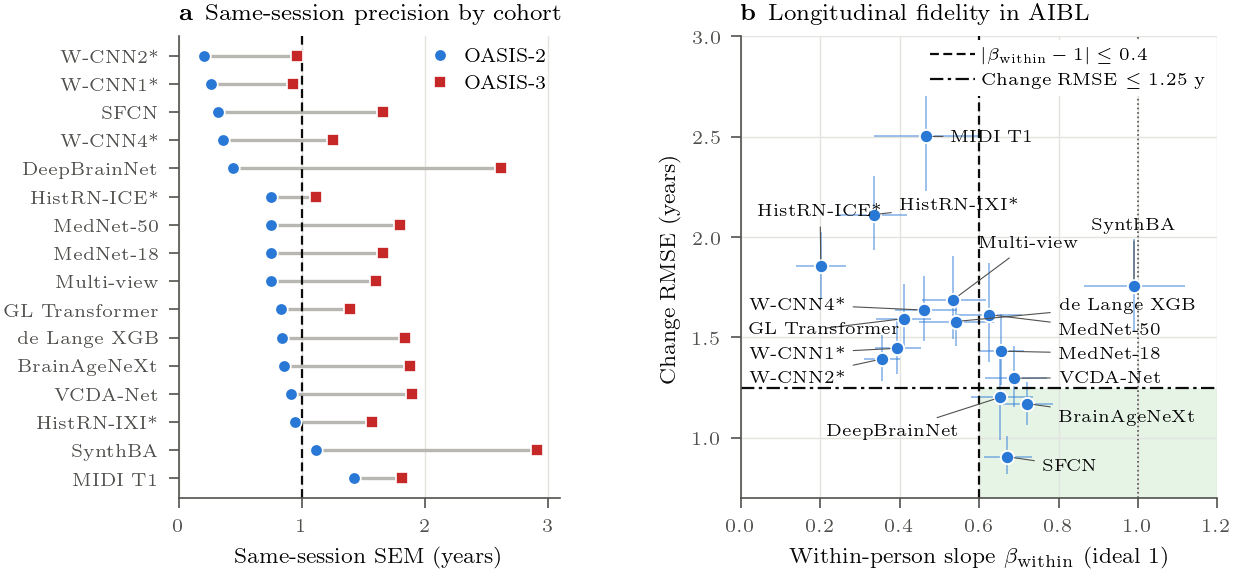 a Same-session precision by cohort
W-CNN2*
W-CNN1*
SFCN
W-CNN4*
DeepBrainNet
HistRN-ICE*
MedNet-50
MedNet-18
Multi-view
GL Transformer
de Lange XGB
BrainAgeNeXt
VCDA-Net
HistRN-IXI*
SynthBA
MIDI T1
OASIS-2
OASIS-3
0 1 2 3
Same-session SEM (years)
b Longitudinal fidelity in AIBL
|βwithin − 1| ≤ 0.4
Change RMSE ≤ 1.25 y
3.0
2.5
2.0
1.5
1.0
Change RMSE (years)
MIDI T1
HistRN-ICE*
HistRN-IXI*
SynthBA
Multi-view
W-CNN4*
de Lange XGB
GL Transformer
MedNet-50
W-CNN1*
MedNet-18
W-CNN2*
VCDA-Net
BrainAgeNeXt
DeepBrainNet
SFCN
0.0 0.2 0.4 0.6 0.8 1.0 1.2
Within-person slope βwithin (ideal 1)